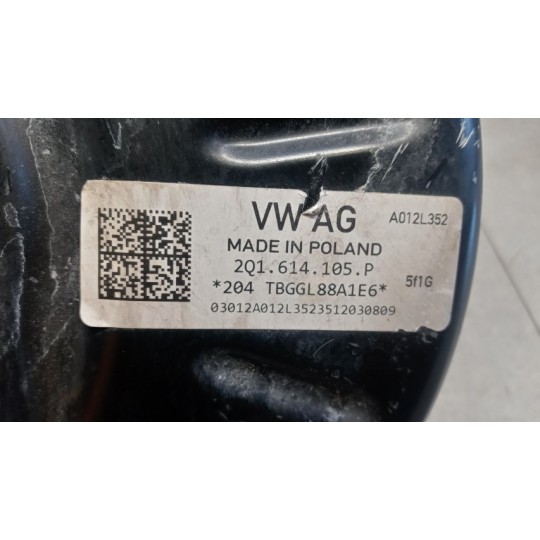 VW AG A012L352
MADE IN POLAND
2Q1.614.105.P
*204 TBGGL88A1E6* 5f1G
03012A012L3523512030809